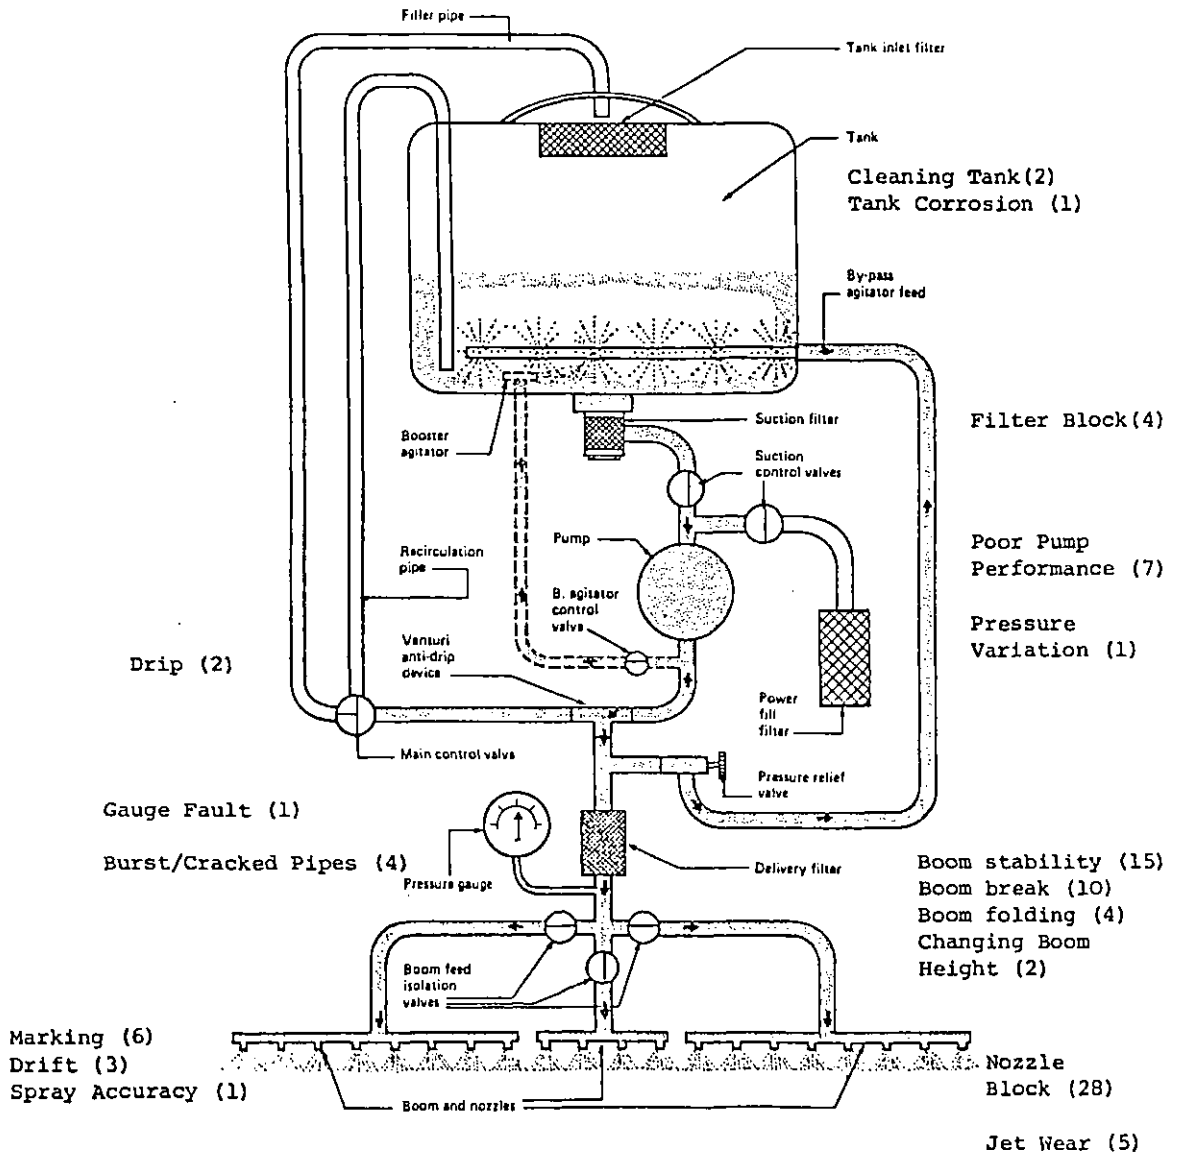 Filler pipe
Tank inlet filter
Tank
Cleaning Tank(2)
Tank Corrosion (1)
By-pass
agitator feed
Suction filter
Filter Block(4)
Booster
agitator
Suction
control valves
Pump
Poor Pump
Performance (7)
Recirculation
pipe
B. agitator
control
valve
Pressure
Variation (1)
Venturi
anti-drip
device
Drip (2)
Power
fill
filter
Main control valve
Pressure relief
valve
Gauge Fault (1)
Burst/Cracked Pipes (4)
Pressure gauge
Delivery filter
Boom stability (15)
Boom break (10)
Boom folding (4)
Changing Boom
Height (2)
Boom feed
isolation
valves
Marking (6)
Drift (3)
Spray Accuracy (1)
Nozzle
Block (28)
Boom and nozzles
Jet Wear (5)